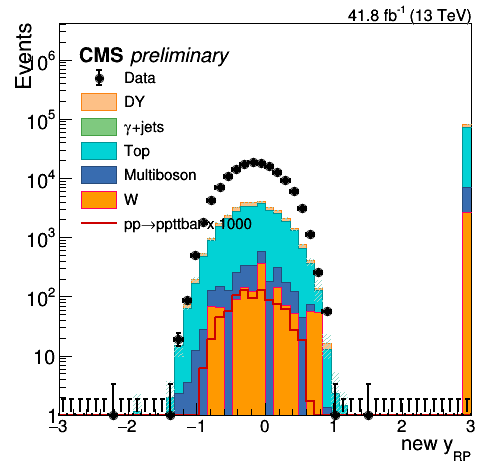 41.8 fb⁻¹ (13 TeV)
Events
CMS preliminary
Data
DY
γ+jets
Top
Multiboson
W
pp→ppttbar x 1000
10⁶
10⁵
10⁴
10³
10²
10
1
−3 −2 −1 0 1 2 3
new y_RP